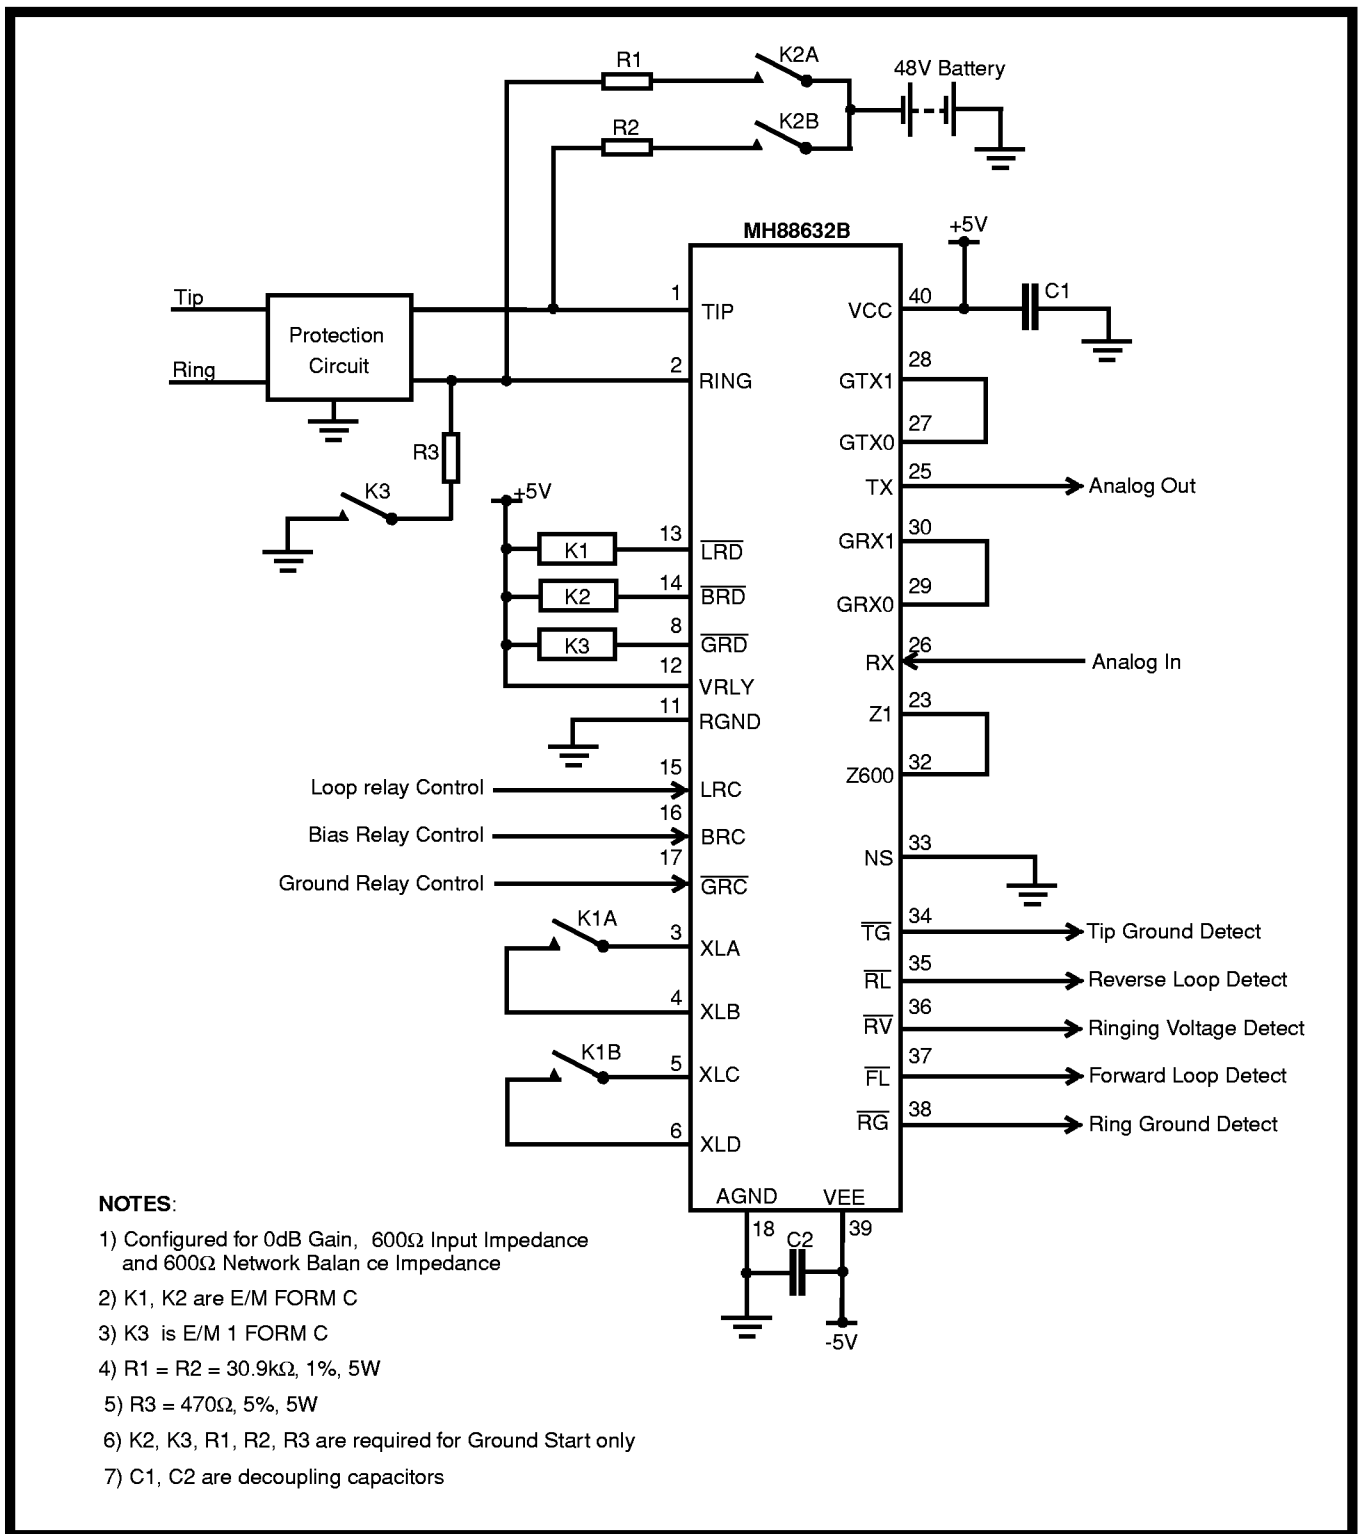 R1
K2A
48V Battery
R2
K2B
MH88632B
+5V
Tip
1
TIP
VCC
40
C1
Protection
Circuit
Ring
2
RING
28
GTX1
27
GTX0
R3
K3
+5V
25
TX
Analog Out
K1
13
LRD
30
GRX1
K2
14
BRD
29
GRX0
K3
8
GRD
12
VRLY
26
RX
Analog In
11
RGND
23
Z1
15
Loop relay Control
LRC
32
Z600
16
Bias Relay Control
BRC
17
Ground Relay Control
GRC
33
NS
K1A
3
XLA
34
TG
Tip Ground Detect
4
XLB
35
RL
Reverse Loop Detect
36
RV
Ringing Voltage Detect
K1B
5
XLC
37
FL
Forward Loop Detect
6
XLD
38
RG
Ring Ground Detect
AGND
VEE
18
39
C2
-5V
NOTES:
1) Configured for 0dB Gain, 600Ω Input Impedance
and 600Ω Network Balan ce Impedance
2) K1, K2 are E/M FORM C
3) K3 is E/M 1 FORM C
4) R1 = R2 = 30.9kΩ, 1%, 5W
5) R3 = 470Ω, 5%, 5W
6) K2, K3, R1, R2, R3 are required for Ground Start only
7) C1, C2 are decoupling capacitors